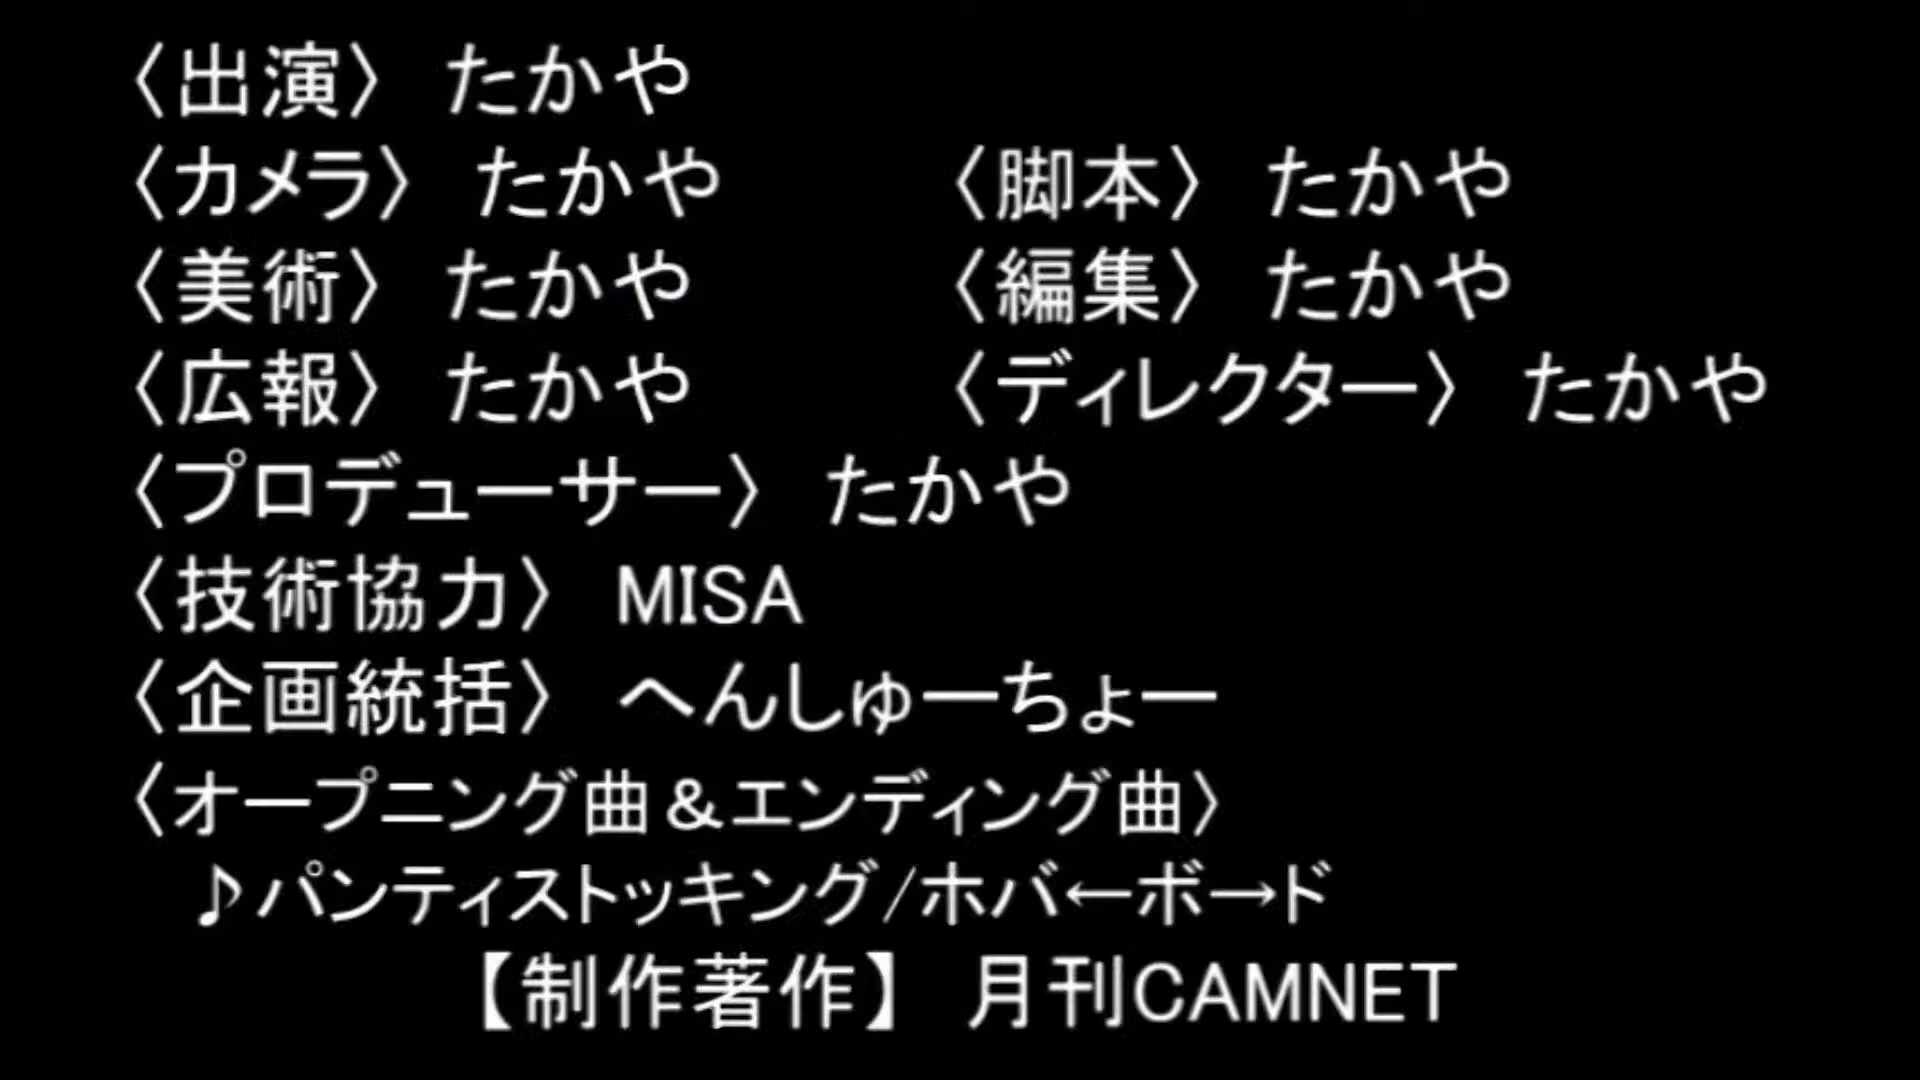 〈出演〉 たかや
〈カメラ〉 たかや 〈脚本〉 たかや
〈美術〉 たかや 〈編集〉 たかや
〈広報〉 たかや 〈ディレクター〉 たかや
〈プロデューサー〉 たかや
〈技術協力〉 MISA
〈企画統括〉 へんしゅーちょー
〈オープニング曲＆エンディング曲〉
♪パンティストッキング/ホバ←ボ→ド
【制作著作】 月刊CAMNET